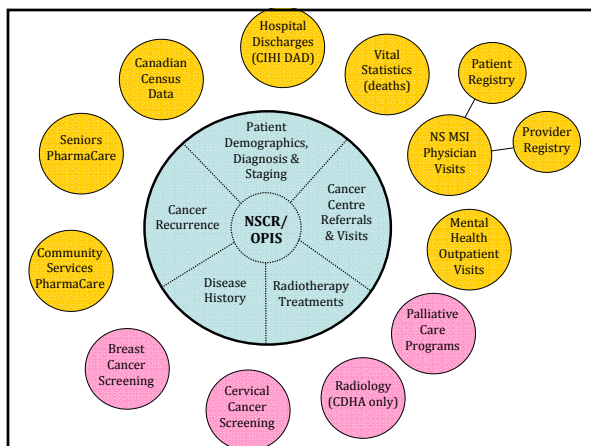 Hospital
Discharges
(CIHI DAD)
Vital
Statistics
(deaths)
Patient
Registry
Canadian
Census
Data
Provider
Registry
NS MSI
Physician
Visits
Seniors
PharmaCare
Patient
Demographics,
Diagnosis &
Staging
Cancer
Recurrence
NSCR/
OPIS
Cancer
Centre
Referrals
& Visits
Disease
History
Radiotherapy
Treatments
Mental
Health
Outpatient
Visits
Community
Services
PharmaCare
Palliative
Care
Programs
Breast
Cancer
Screening
Cervical
Cancer
Screening
Radiology
(CDHA only)